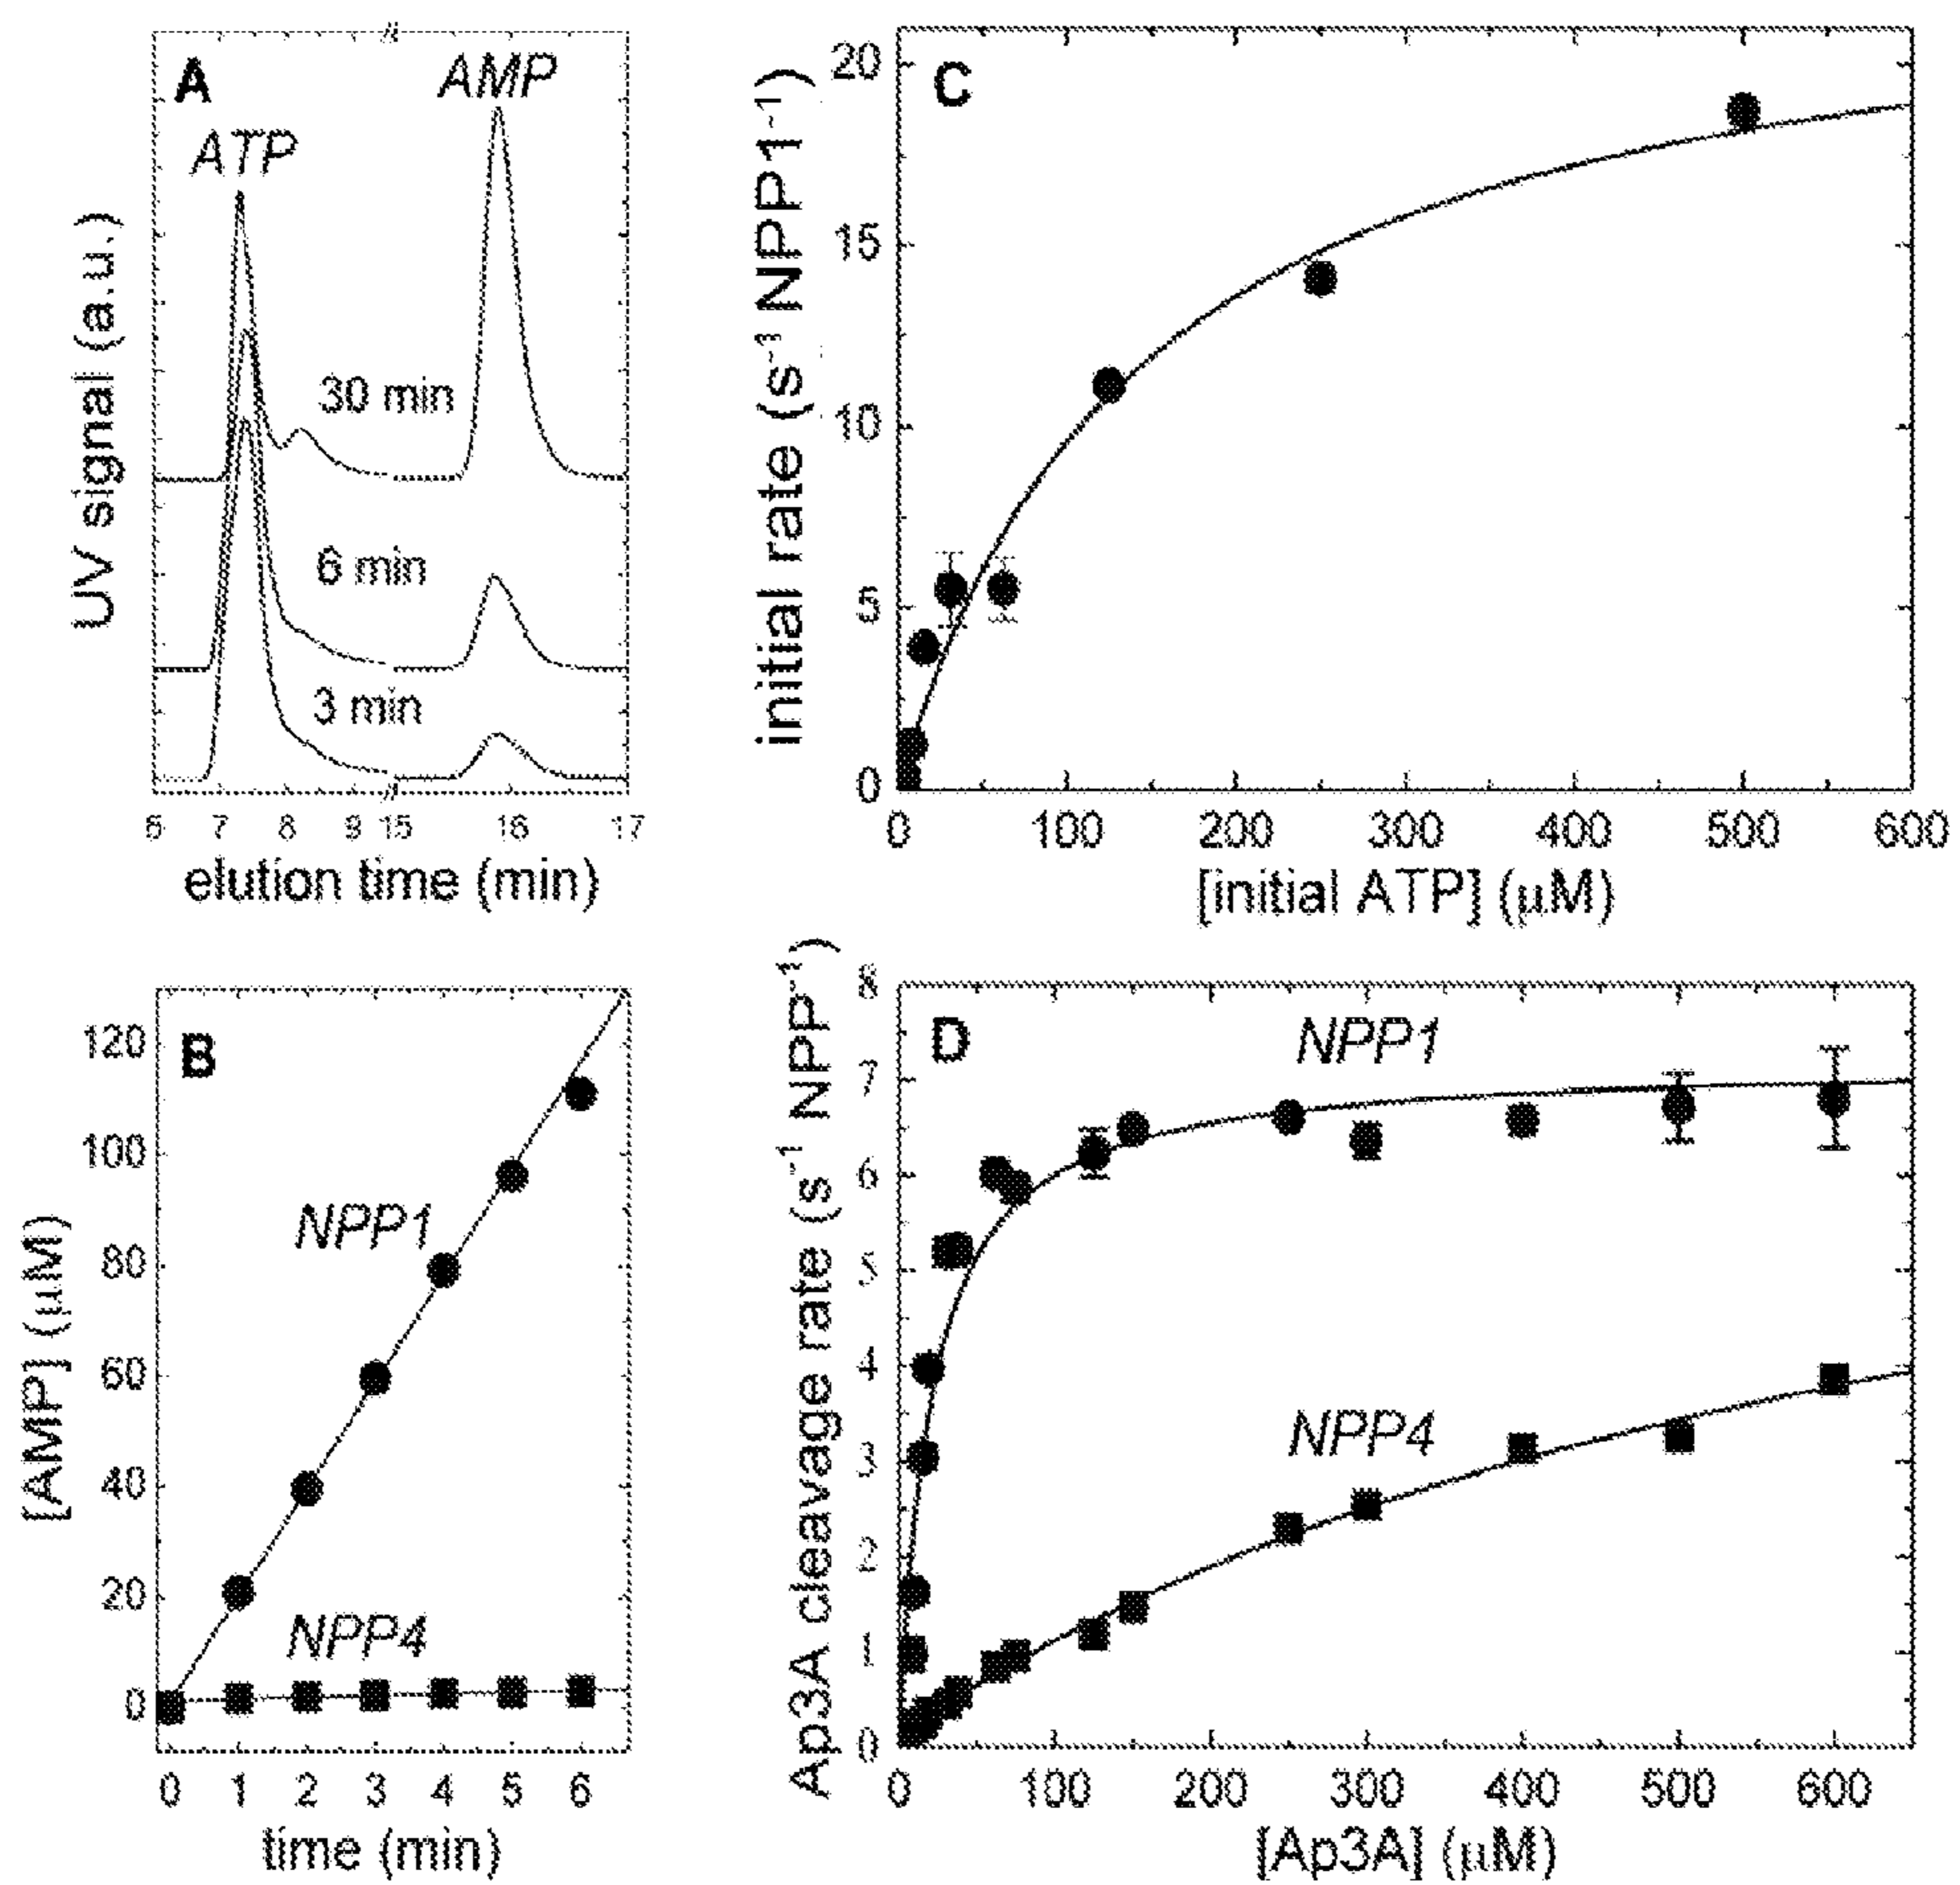 A
AMP
ATP
30 min
6 min
3 min
UV signal (a.u.)
6 7 8 9 15 16 17
elution time (min)
C
20
15
10
5
0
initial rate (s⁻¹ NPP1⁻¹)
0 100 200 300 400 500 600
[initial ATP] (μM)
B
120
100
80
60
40
20
0
NPP1
NPP4
[AMP] (μM)
0 1 2 3 4 5 6
time (min)
D
8
7
6
5
4
3
2
1
0
NPP1
NPP4
Ap3A cleavage rate (s⁻¹ NPP⁻¹)
0 100 200 300 400 500 600
[Ap3A] (μM)